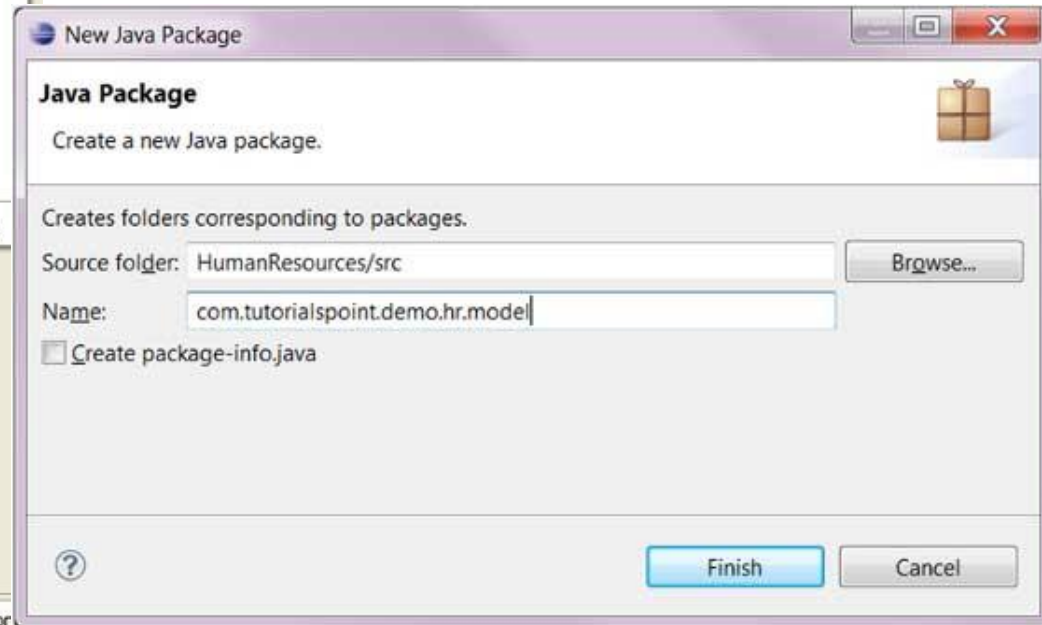 New Java Package
Java Package
Create a new Java package.
Creates folders corresponding to packages.
Source folder: HumanResources/src Browse...
Name: com.tutorialspoint.demo.hr.model
Create package-info.java
? Finish Cancel